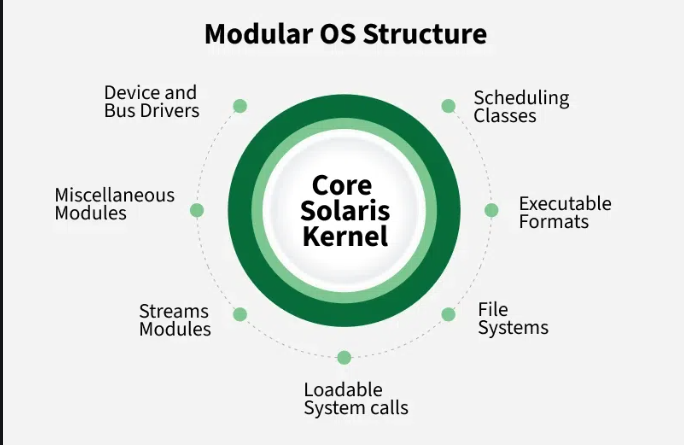 Modular OS Structure
Device and
Bus Drivers
Scheduling
Classes
Miscellaneous
Modules
Core
Solaris
Kernel
Executable
Formats
Streams
Modules
File
Systems
Loadable
System calls